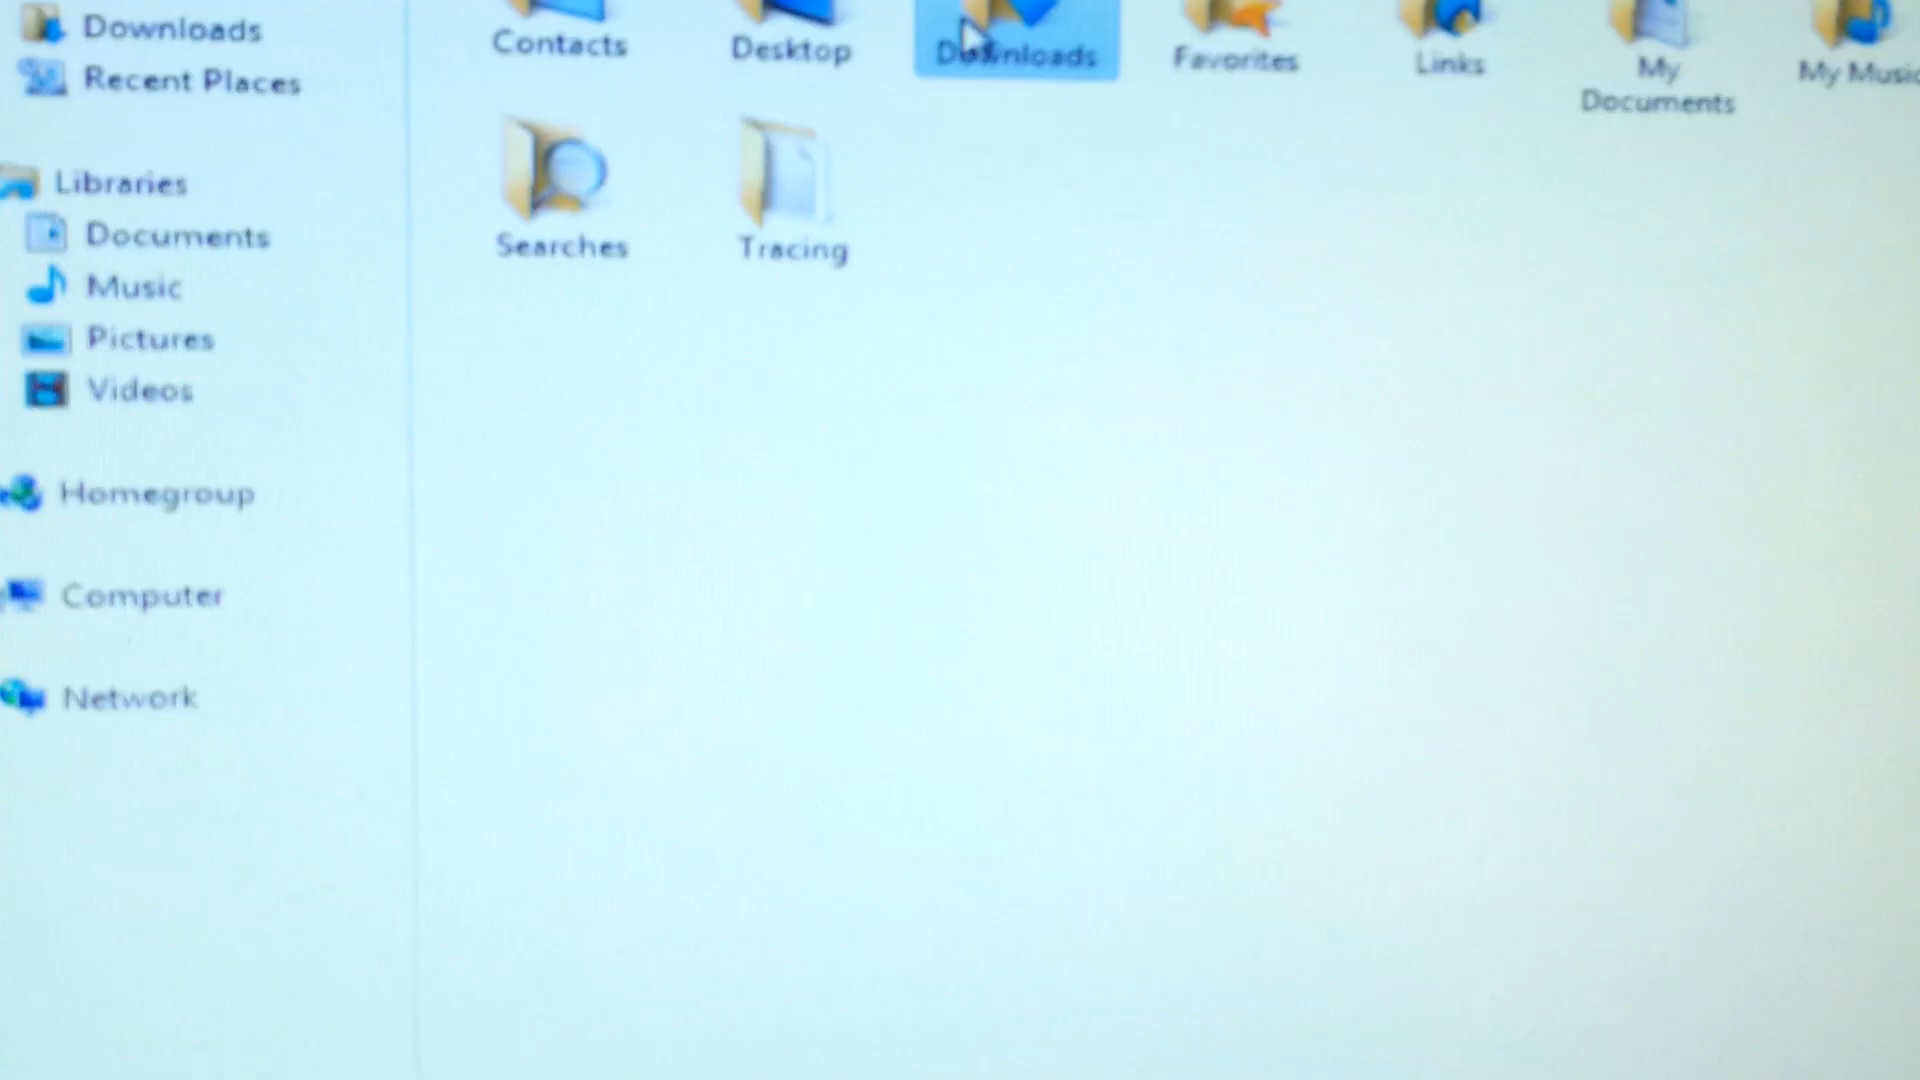 Downloads
Recent Places
Libraries
Documents
Music
Pictures
Videos
Homegroup
Computer
Network
Contacts
Desktop
Downloads
Favorites
Links
My
Documents
My Music
Searches
Tracing